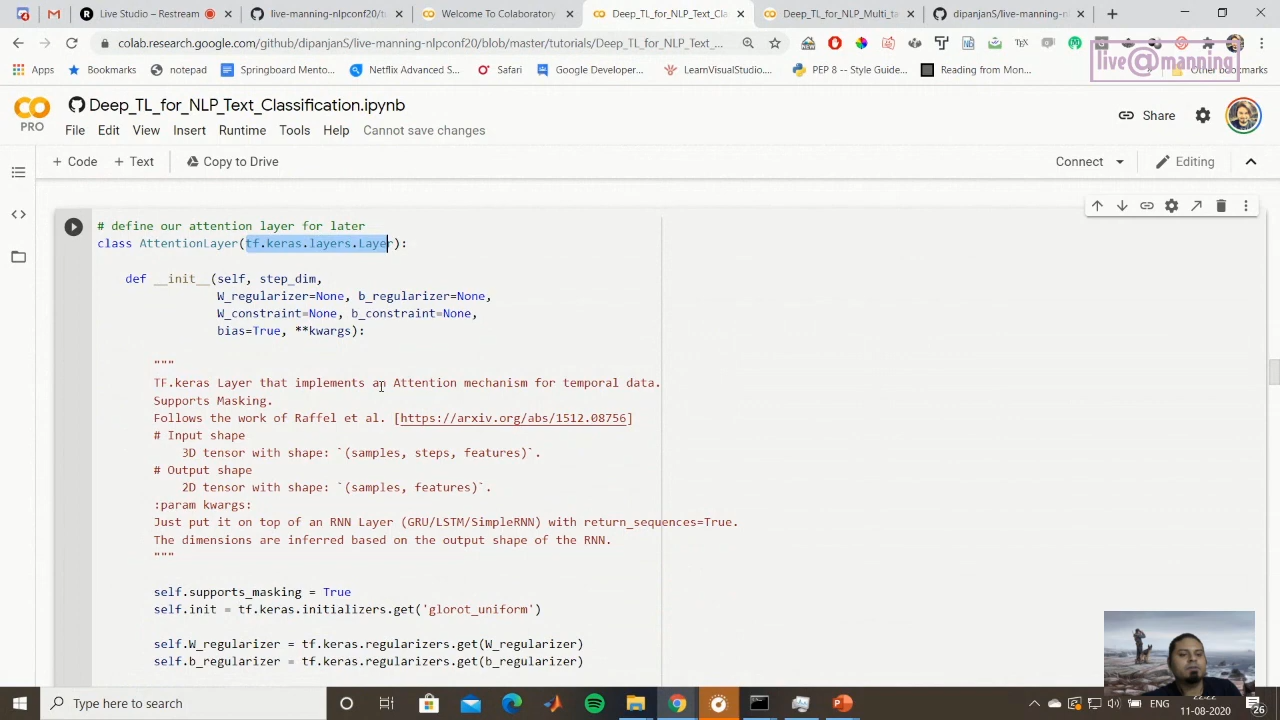 Live Studio - Restream
live-manning-nlpconf20/t
Welcome To Colaboratory
Deep_TL_for_NLP_Text_Cl
Deep_TL_for_NLP_Multi_ta
dipanjanS/live-manning-nlpconf
colab.research.google.com/github/dipanjanS/live-manning-nlpconf20/blob/master/tutorials/Deep_TL_for_NLP_Text_...
Apps
Bookmarks
notepad
Springboard Mento...
Netflix Advanced S...
Safari
Google Developer...
LearnVisualStudio...
PEP 8 -- Style Guide...
Reading from Mon...
Other bookmarks
live@manning
Deep_TL_for_NLP_Text_Classification.ipynb
PRO
File Edit View Insert Runtime Tools Help Cannot save changes
Share
+ Code + Text Copy to Drive
Connect
Editing
# define our attention layer for later
class AttentionLayer(tf.keras.layers.Layer):
def __init__(self, step_dim,
W_regularizer=None, b_regularizer=None,
W_constraint=None, b_constraint=None,
bias=True, **kwargs):
"""
TF.keras Layer that implements an Attention mechanism for temporal data.
Supports Masking.
Follows the work of Raffel et al. [https://arxiv.org/abs/1512.08756]
# Input shape
3D tensor with shape: `(samples, steps, features)`.
# Output shape
2D tensor with shape: `(samples, features)`.
:param kwargs:
Just put it on top of an RNN Layer (GRU/LSTM/SimpleRNN) with return_sequences=True.
The dimensions are inferred based on the output shape of the RNN.
"""
self.supports_masking = True
self.init = tf.keras.initializers.get('glorot_uniform')
self.W_regularizer = tf.keras.regularizers.get(W_regularizer)
self.b_regularizer = tf.keras.regularizers.get(b_regularizer)
Type here to search
ENG
11-08-2020
26